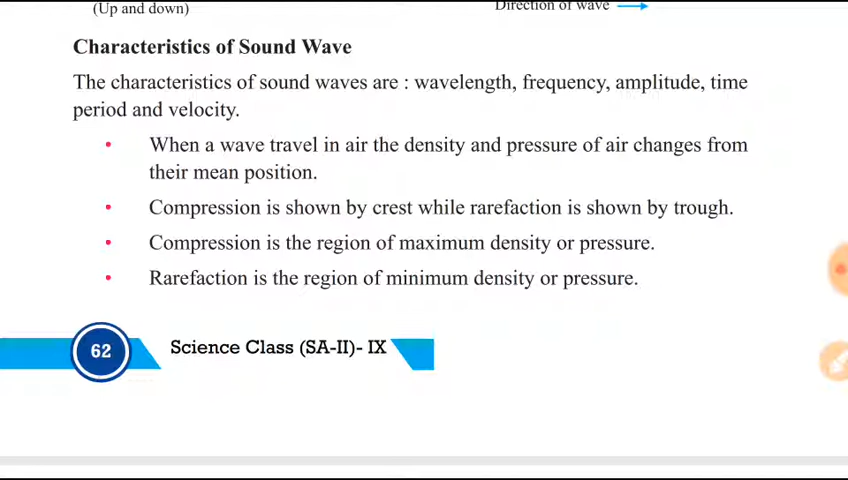 (Up and down)
Direction of wave
Characteristics of Sound Wave
The characteristics of sound waves are : wavelength, frequency, amplitude, time
period and velocity.
• When a wave travel in air the density and pressure of air changes from
their mean position.
• Compression is shown by crest while rarefaction is shown by trough.
• Compression is the region of maximum density or pressure.
• Rarefaction is the region of minimum density or pressure.
62
Science Class (SA-II)- IX